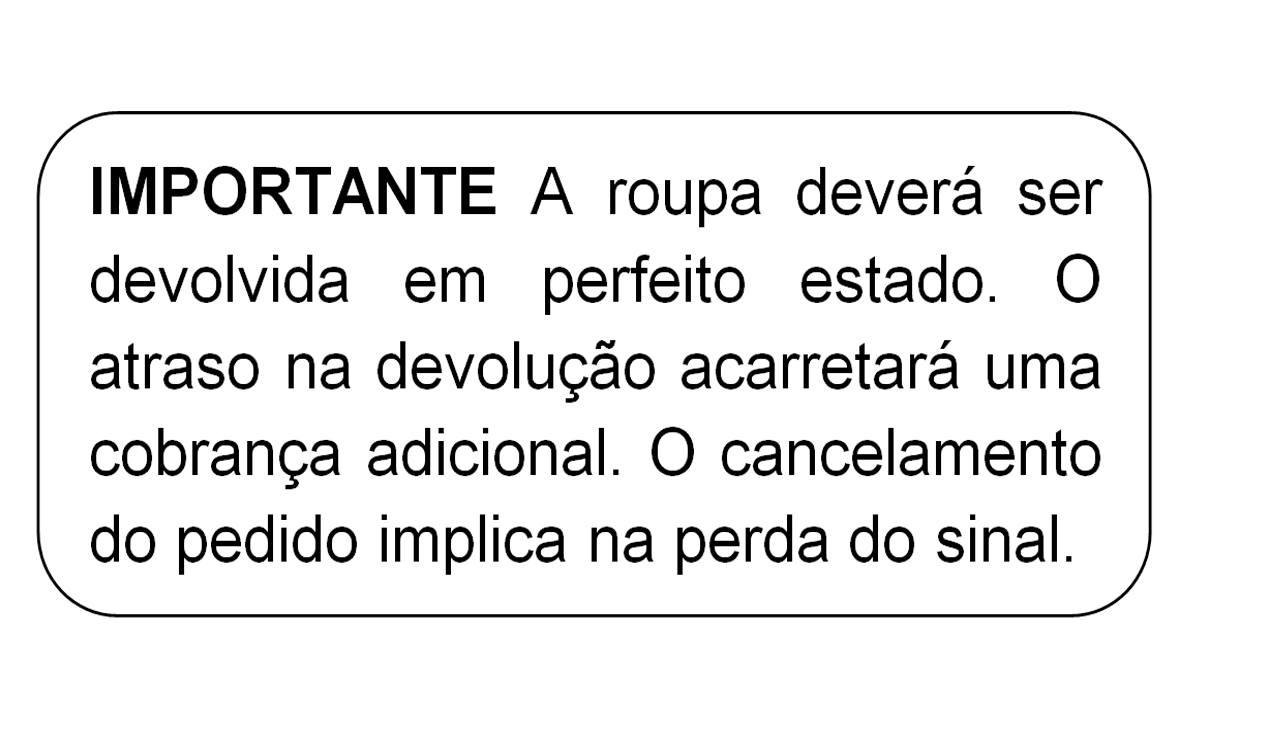 IMPORTANTE A roupa deverá ser
devolvida em perfeito estado. O
atraso na devolução acarretará uma
cobrança adicional. O cancelamento
do pedido implica na perda do sinal.